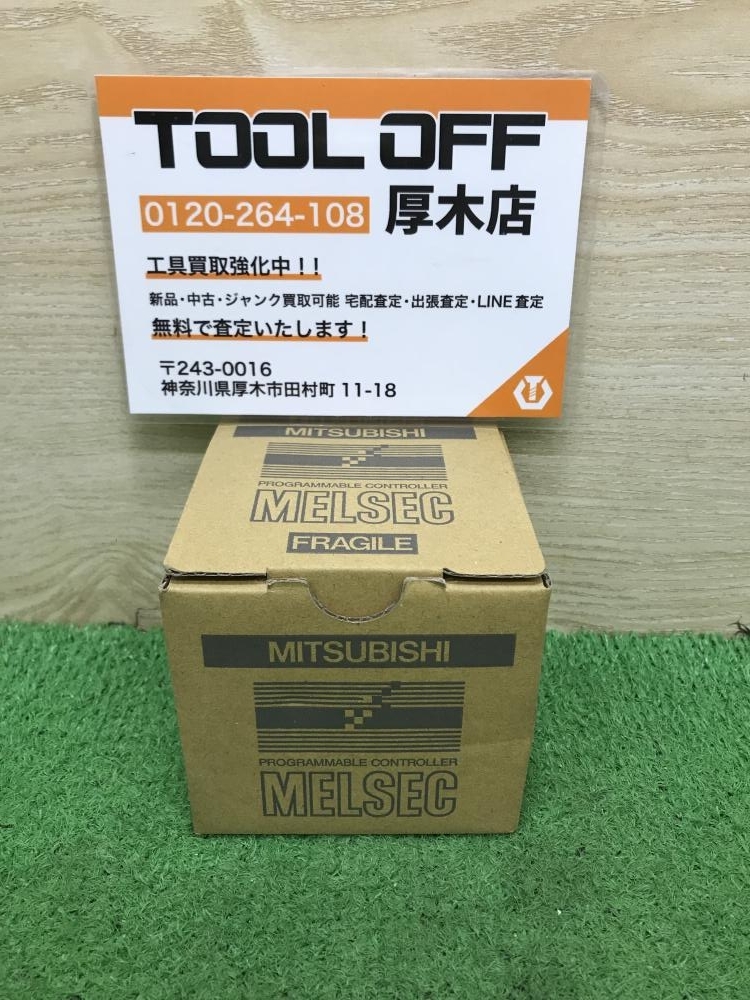 TOOL OFF
0120-264-108 厚木店
工具買取強化中!!
新品・中古・ジャンク買取可能 宅配査定・出張査定・LINE査定
無料で査定いたします!
〒243-0016
神奈川県厚木市田村町 11-18
MITSUBISHI
PROGRAMMABLE CONTROLLER
MELSEC
FRAGILE
MITSUBISHI
PROGRAMMABLE CONTROLLER
MELSEC